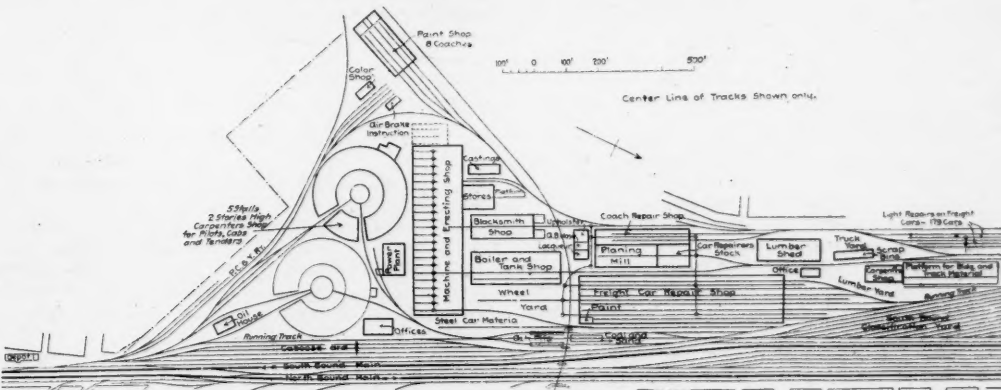 Paint Shop
8 Coaches
Color
Shop
Air Brake
Instruction
100' 0 100' 200' 500'
Center Line of Tracks Shown only.
5 Stalls
2 Stories High
Carpenters Shop
for Pilots, Cabs
and Tenders
P.C. & Y. Ry.
Castings
Stores
Platform
Machine and Erecting Shop
Blacksmith
Shop
Upholster
Lacquer
Coach Repair Shop
Planing
Mill
Car Repairers
Stock
Lumber
Shed
Truck
Yard
Scrap
Bins
Light Repairs on Freight
Cars - 179 Cars
Power
Plant
Boiler and
Tank Shop
Office
Carpenter
Shop
Platform for Bldg. and
Track Material
Lumber Yard
Running Track
Wheel
Yard
Freight Car Repair Shop
Paint
Oil
House
Offices
Steel Car Material
Coal and
Sand
South Bound
Classification Yard
Running Track
Depot
South Bound Main
North Bound Main